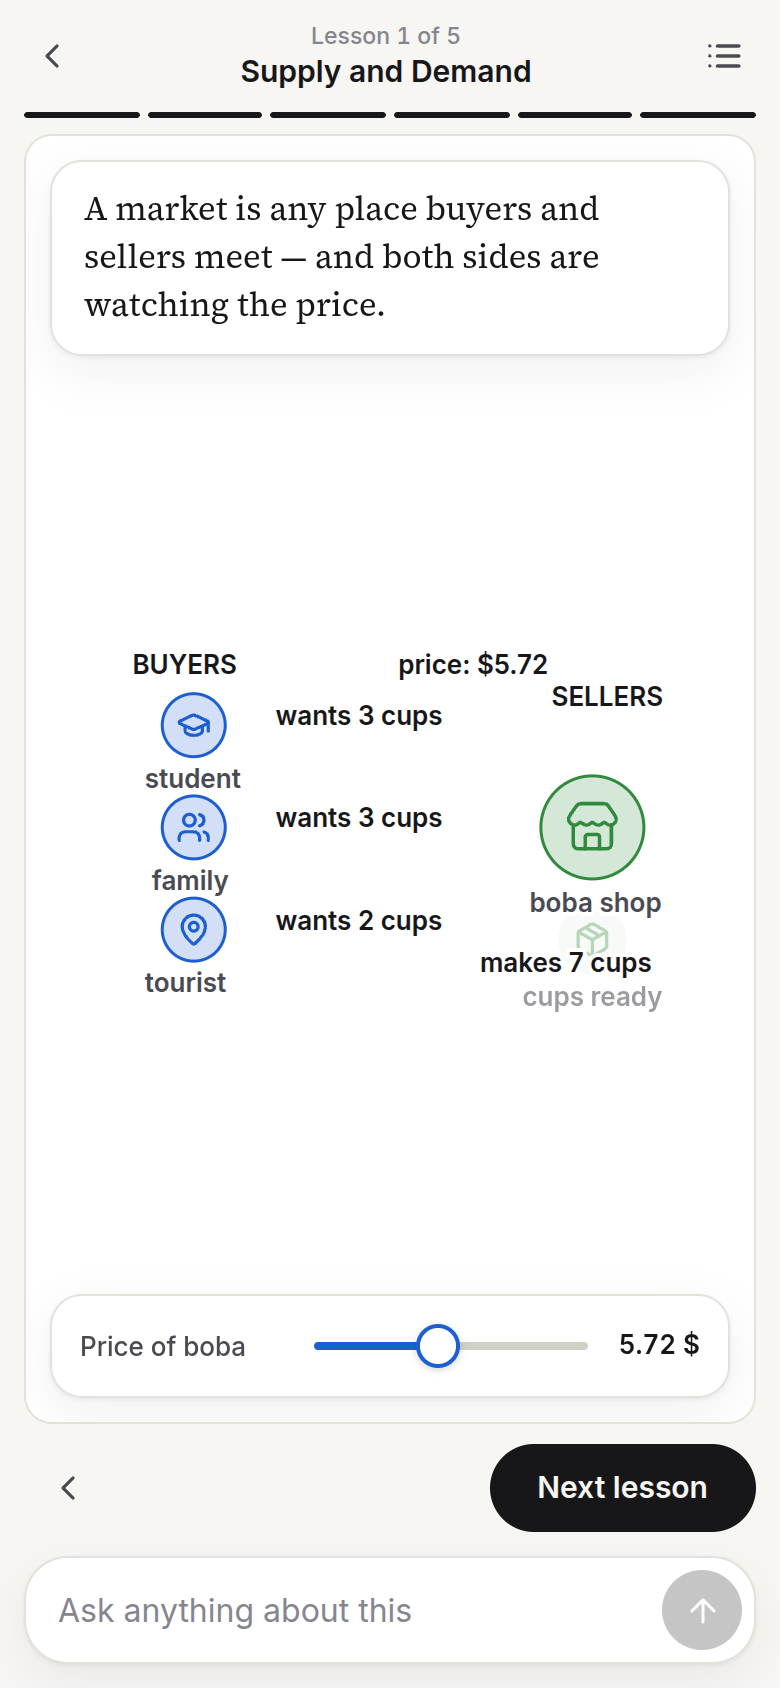 Lesson 1 of 5
Supply and Demand
A market is any place buyers and
sellers meet — and both sides are
watching the price.
BUYERS
price: $5.72
SELLERS
wants 3 cups
student
wants 3 cups
family
boba shop
wants 2 cups
makes 7 cups
tourist
cups ready
Price of boba
5.72 $
Next lesson
Ask anything about this